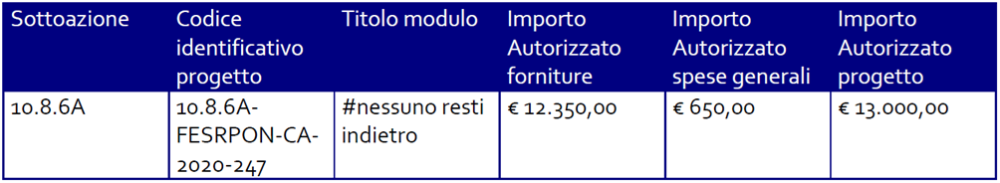 Sottoazione
Codice
identificativo
progetto
Titolo modulo
Importo
Autorizzato
forniture
Importo
Autorizzato
spese generali
Importo
Autorizzato
progetto
10.8.6A
10.8.6A-
FESRPON-CA-
2020-247
#nessuno resti
indietro
€ 12.350,00
€ 650,00
€ 13.000,00